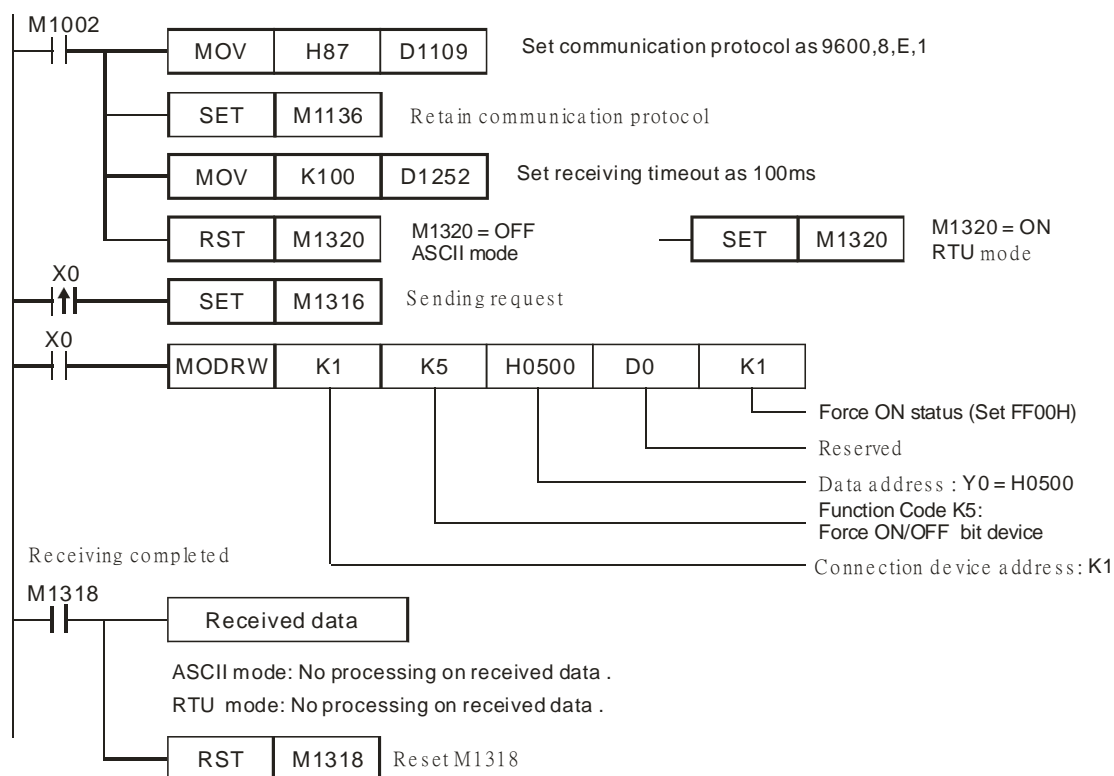 M1002
MOV H87 D1109 Set communication protocol as 9600,8,E,1
SET M1136 Retain communication protocol
MOV K100 D1252 Set receiving timeout as 100ms
RST M1320 M1320 = OFF
ASCII mode
SET M1320 M1320 = ON
RTU mode
X0
SET M1316 Sending request
X0
MODRW K1 K5 H0500 D0 K1
Force ON status (Set FF00H)
Reserved
Data address : Y0 = H0500
Function Code K5:
Force ON/OFF bit device
Connection device address: K1
Receiving completed
M1318
Received data
ASCII mode: No processing on received data .
RTU mode: No processing on received data .
RST M1318 Reset M1318